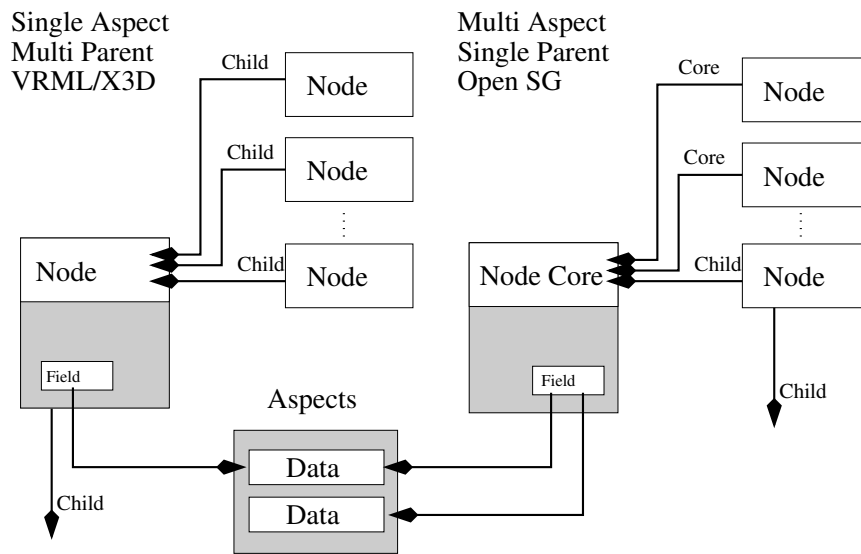 Single Aspect
Multi Parent
VRML/X3D
Child
Node
Child
Node
Node
Child
Node
Field
Child
Multi Aspect
Single Parent
Open SG
Core
Node
Core
Node
Node Core
Child
Node
Field
Child
Aspects
Data
Data